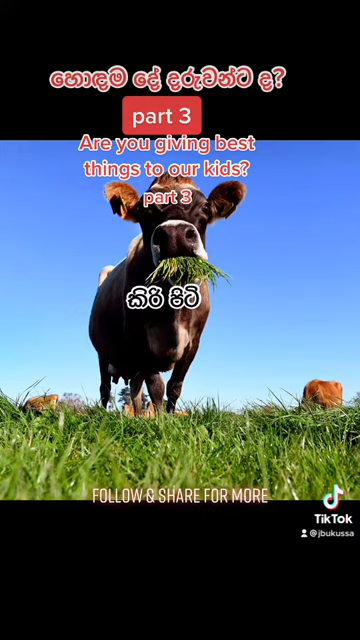 හොඳම දේ දරුවන්ට ද?
part 3
Are you giving best
things to our kids?
part 3
කිරි පිටි
FOLLOW & SHARE FOR MORE
TikTok
@jbukussa